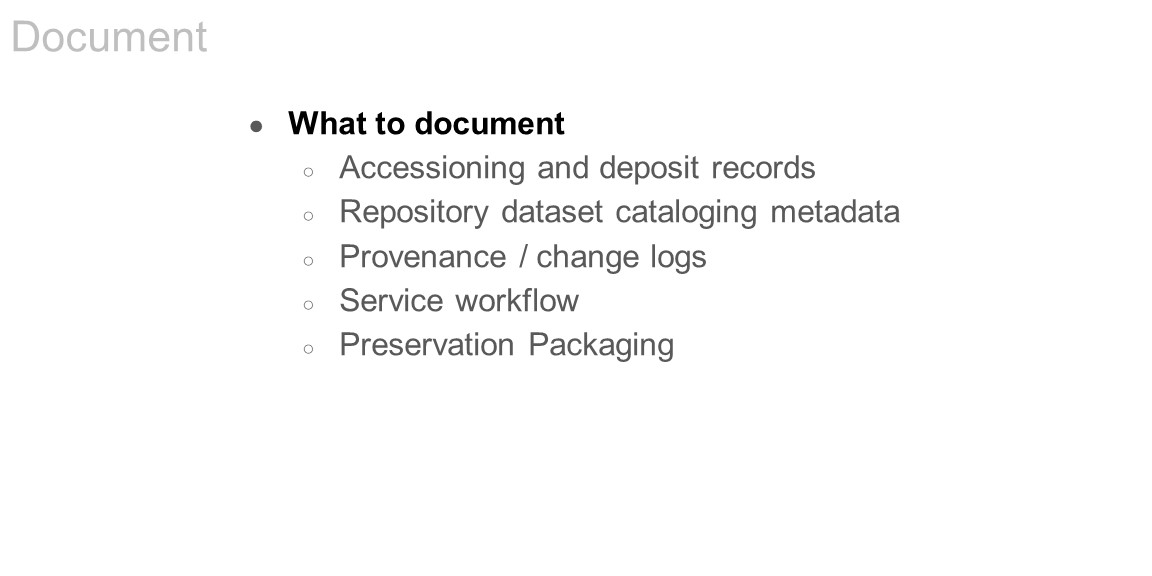 Document
● What to document
○ Accessioning and deposit records
○ Repository dataset cataloging metadata
○ Provenance / change logs
○ Service workflow
○ Preservation Packaging